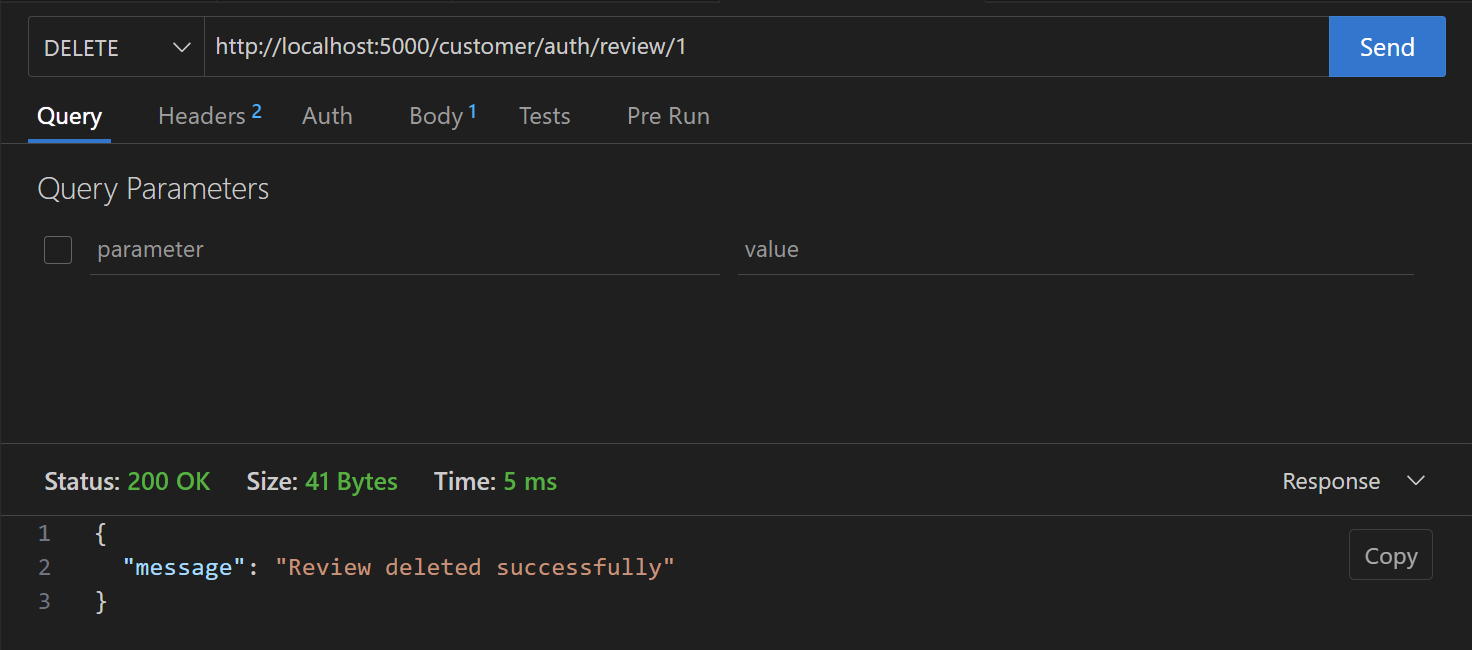 DELETE http://localhost:5000/customer/auth/review/1 Send
Query Headers 2 Auth Body 1 Tests Pre Run
Query Parameters
parameter value
Status: 200 OK Size: 41 Bytes Time: 5 ms Response
1 {
2 "message": "Review deleted successfully"
3 }
Copy